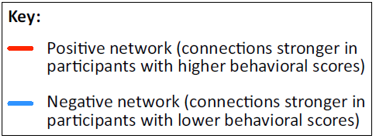 Key:
Positive network (connections stronger in
participants with higher behavioral scores)
Negative network (connections stronger in
participants with lower behavioral scores)